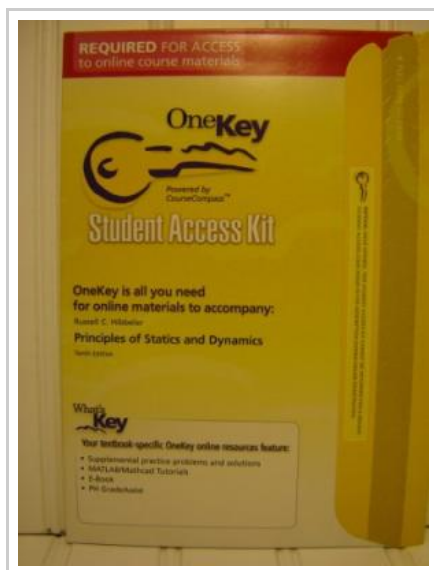 REQUIRED FOR ACCESS
to online course materials
OneKey
Powered by
CourseCompass™
Student Access Kit
OneKey is all you need
for online materials to accompany:
Russell C. Hibbeler
Principles of Statics and Dynamics
Tenth Edition
What's
Key
Your textbook-specific OneKey online resources feature:
• Supplemental practice problems and solutions
• MATLAB/Mathcad Tutorials
• E-Book
• PH GradeAssist